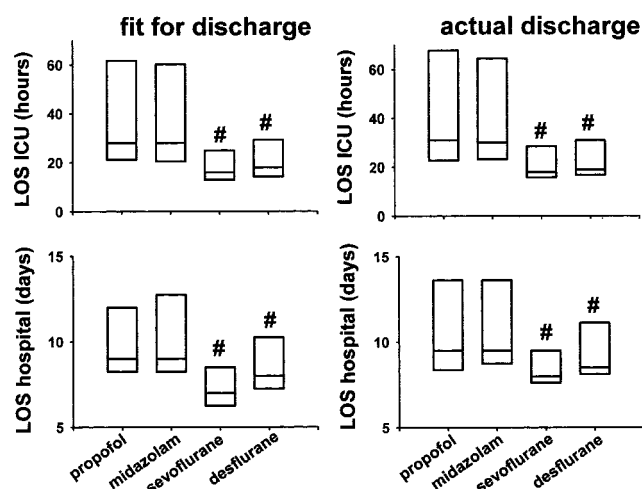 fit for discharge
actual discharge
LOS ICU (hours)
60
40
20
0
#
#
LOS ICU (hours)
60
40
20
0
#
#
LOS hospital (days)
15
10
5
#
#
propofol
midazolam
sevoflurane
desflurane
LOS hospital (days)
15
10
5
#
#
propofol
midazolam
sevoflurane
desflurane